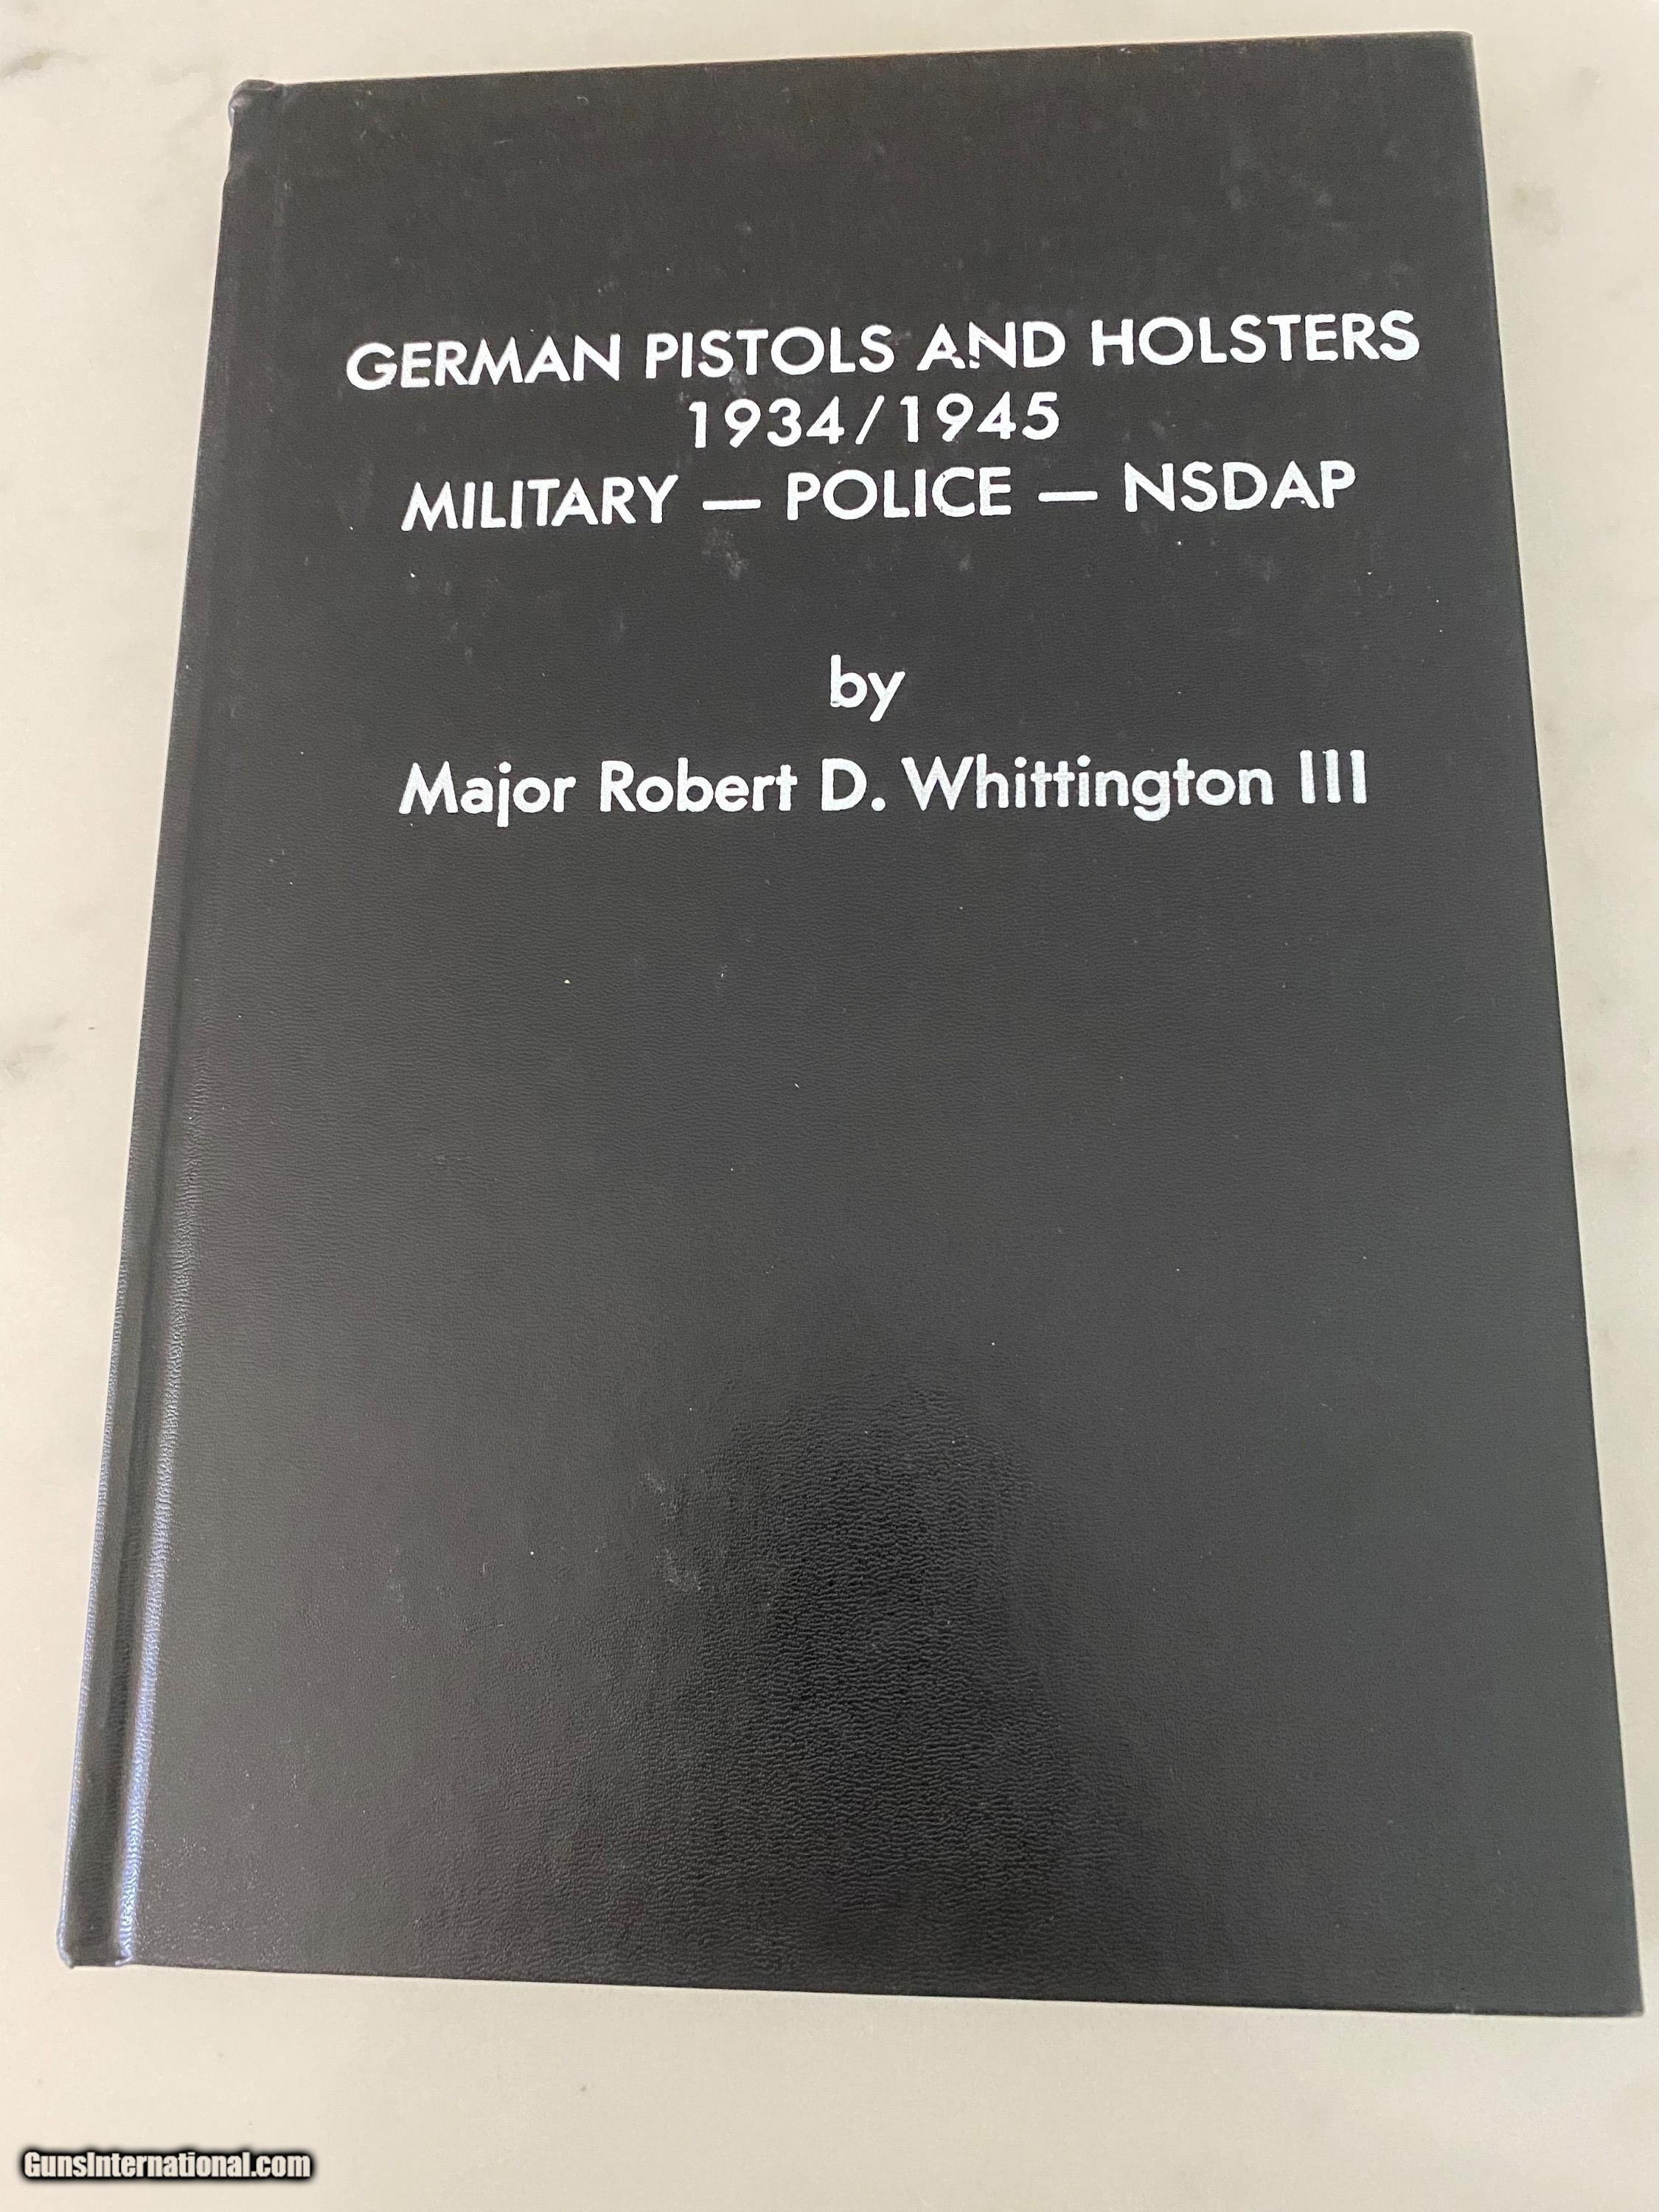 GERMAN PISTOLS AND HOLSTERS
1934/1945
MILITARY — POLICE — NSDAP
by
Major Robert D. Whittington III
GunsInternational.com